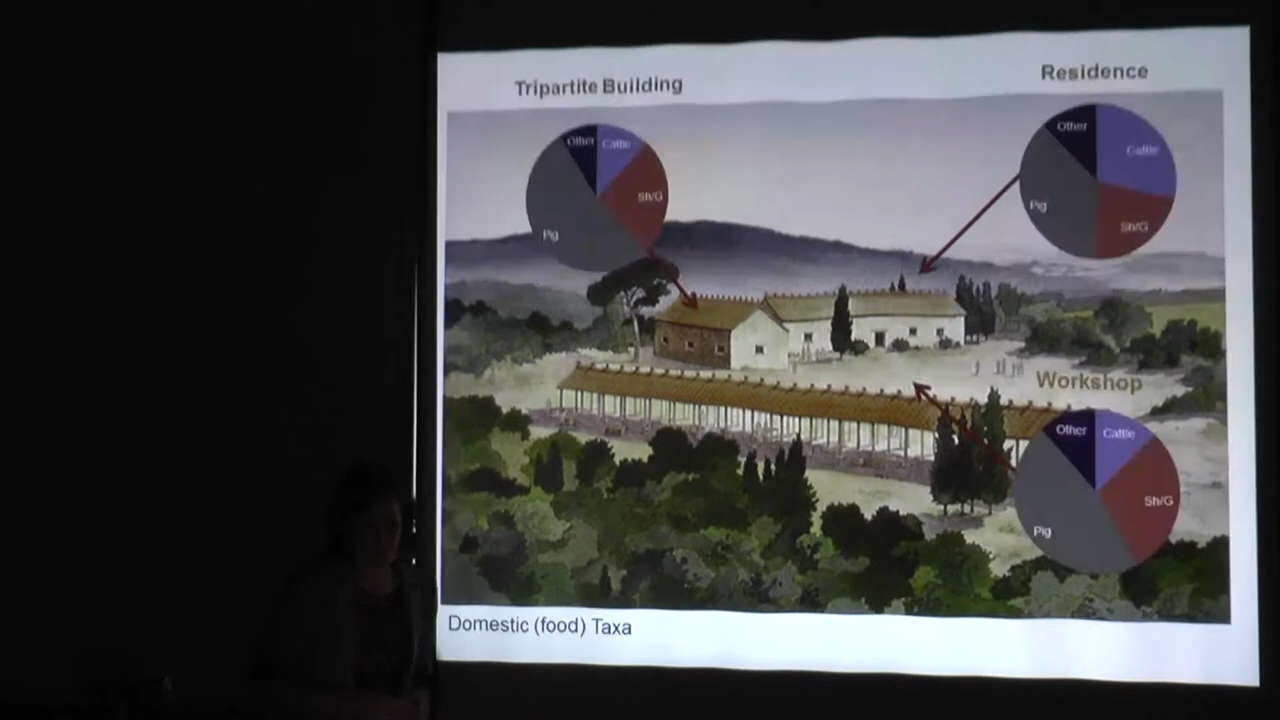 Tripartite Building
Residence
Other
Cattle
Sh/G
Pig
Other
Cattle
Sh/G
Pig
Workshop
Other
Cattle
Sh/G
Pig
Domestic (food) Taxa